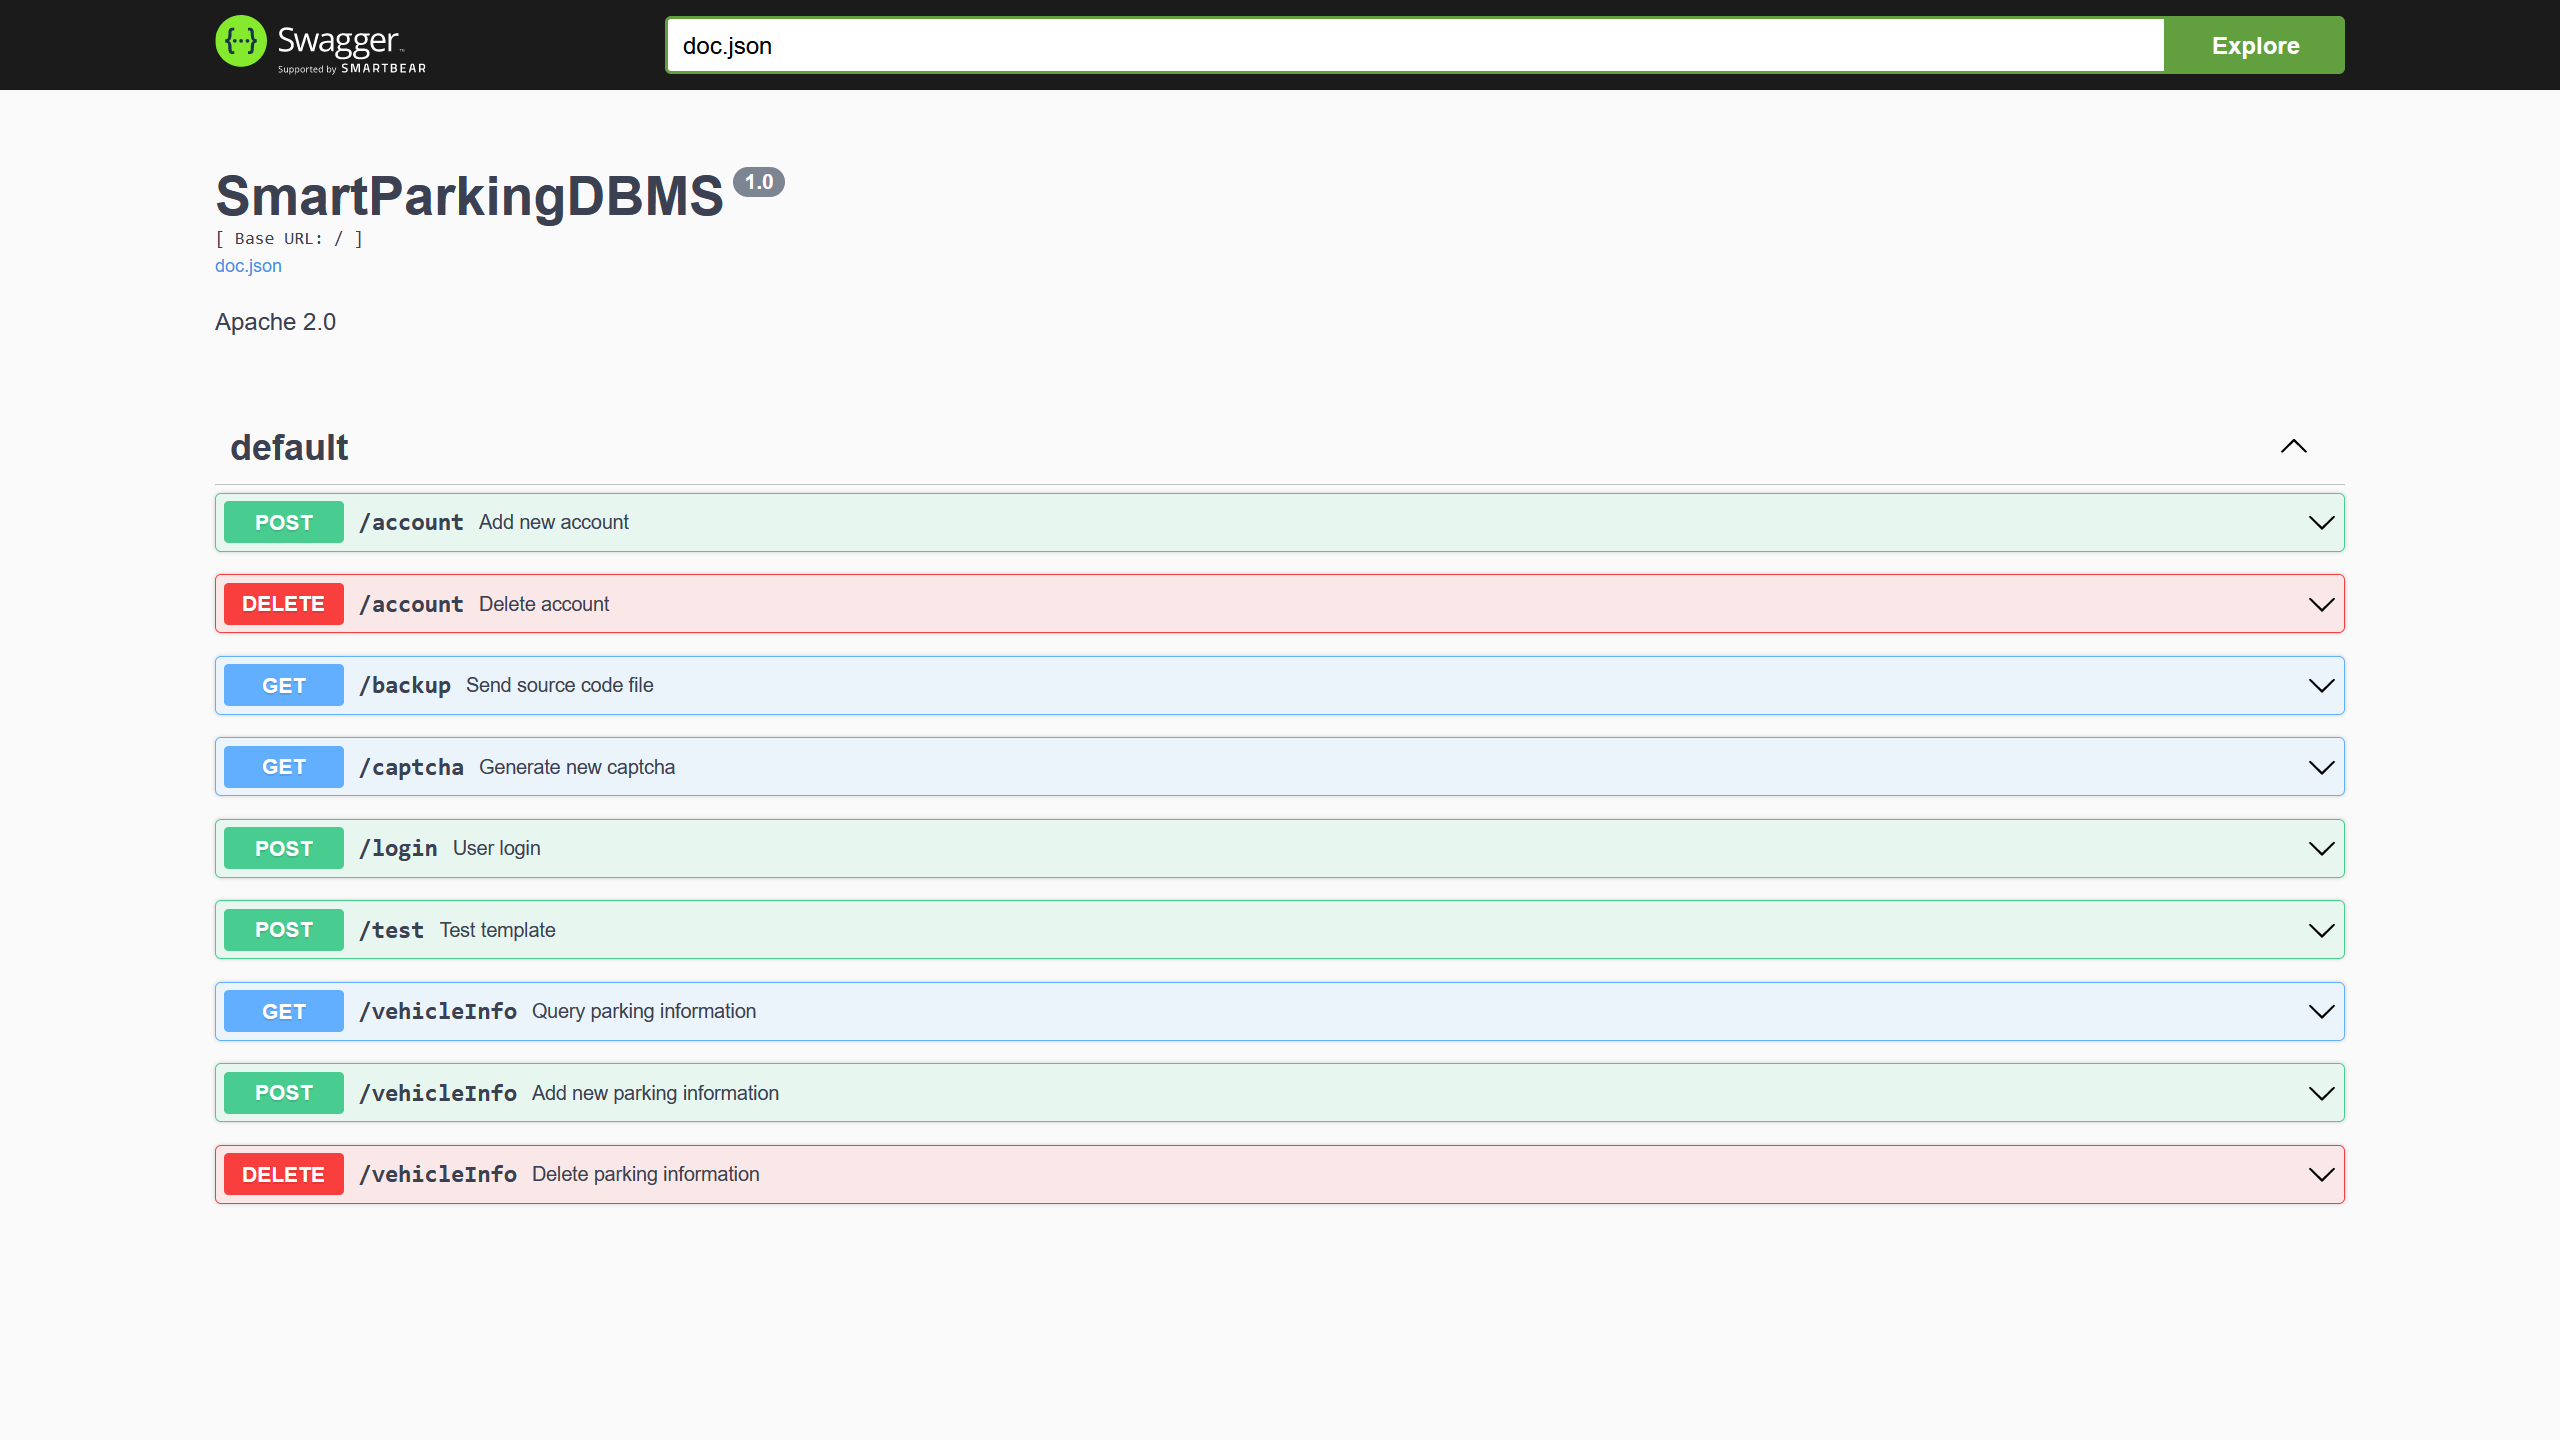 Swagger
Supported by SMARTBEAR
doc.json
Explore
SmartParkingDBMS 1.0
[ Base URL: / ]
doc.json
Apache 2.0
default
POST /account Add new account
DELETE /account Delete account
GET /backup Send source code file
GET /captcha Generate new captcha
POST /login User login
POST /test Test template
GET /vehicleInfo Query parking information
POST /vehicleInfo Add new parking information
DELETE /vehicleInfo Delete parking information